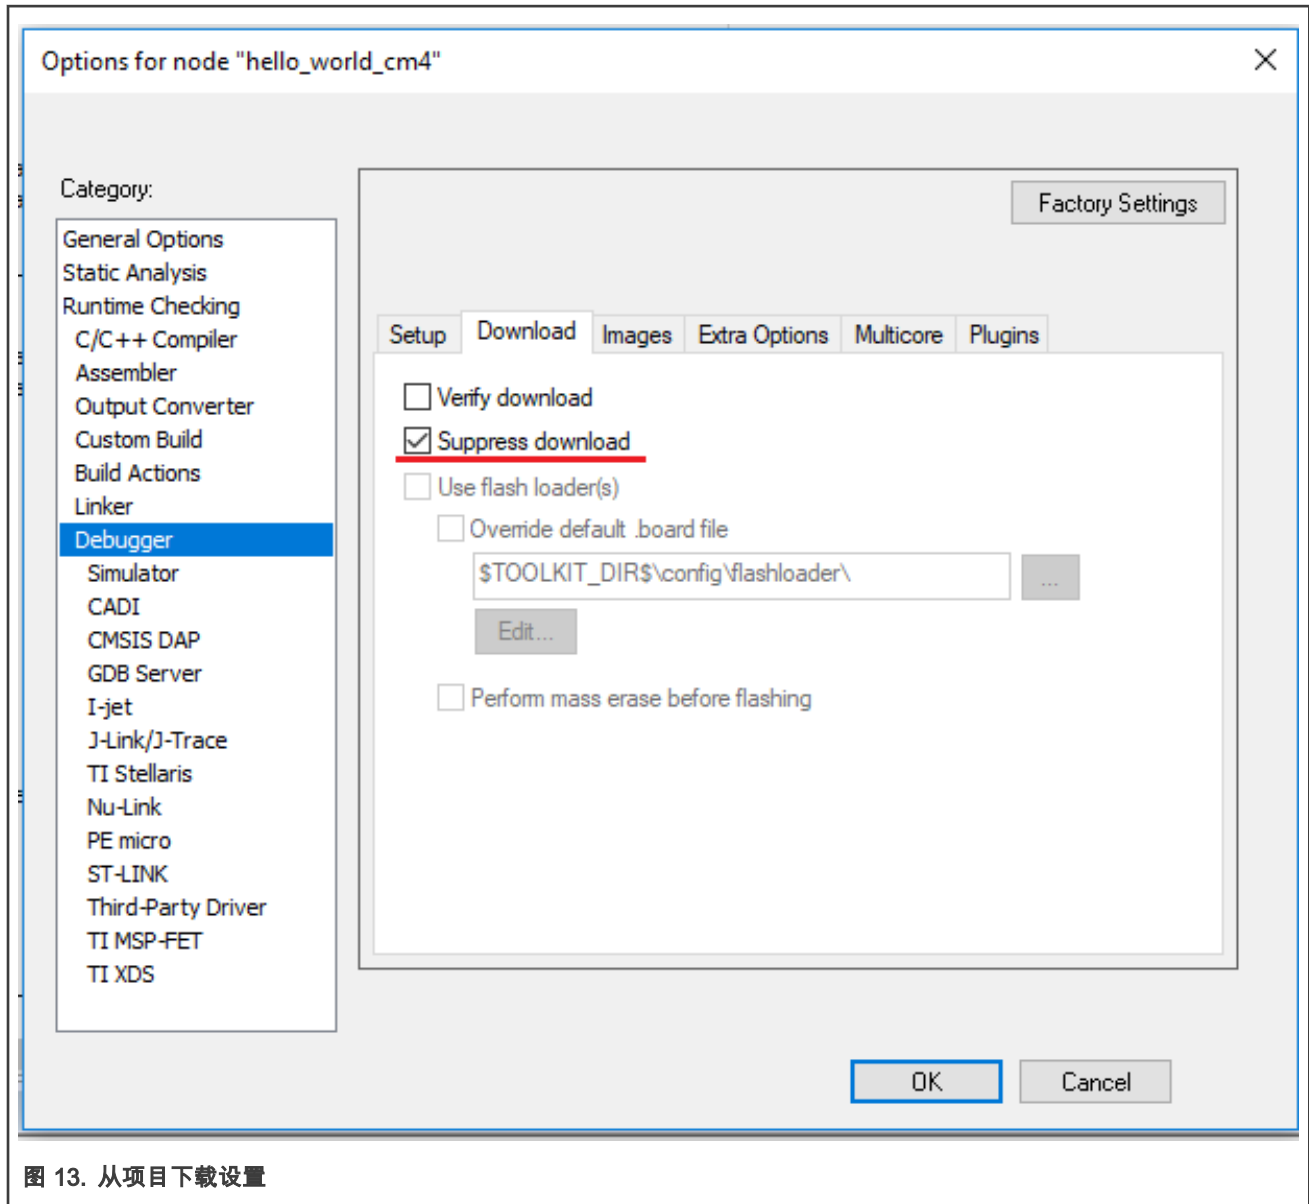 Options for node "hello_world_cm4"
Category:
Factory Settings
General Options
Static Analysis
Runtime Checking
C/C++ Compiler
Assembler
Output Converter
Custom Build
Build Actions
Linker
Debugger
Simulator
CADI
CMSIS DAP
GDB Server
I-jet
J-Link/J-Trace
TI Stellaris
Nu-Link
PE micro
ST-LINK
Third-Party Driver
TI MSP-FET
TI XDS
Setup Download Images Extra Options Multicore Plugins
Verify download
Suppress download
Use flash loader(s)
Override default .board file
$TOOLKIT_DIR$\config\flashloader\
...
Edit...
Perform mass erase before flashing
OK Cancel
图 13. 从项目下载设置